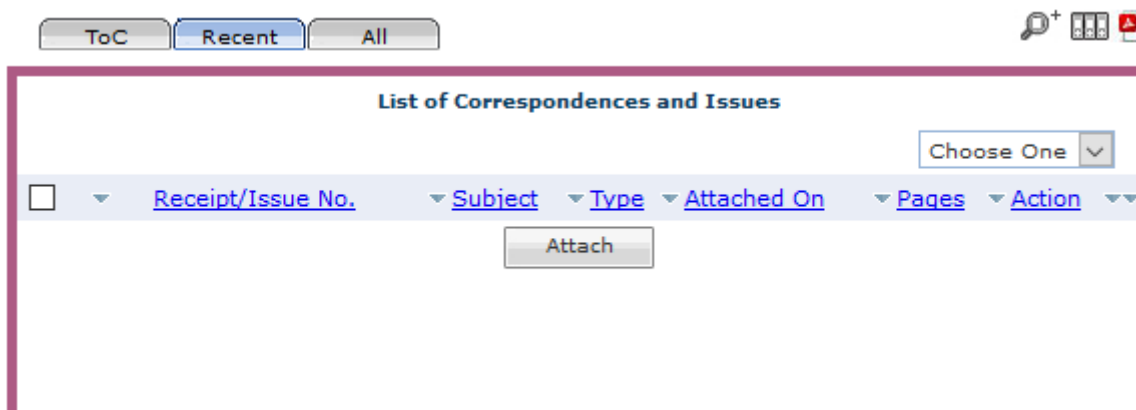 ToC Recent All
List of Correspondences and Issues
Choose One
Receipt/Issue No. Subject Type Attached On Pages Action
Attach